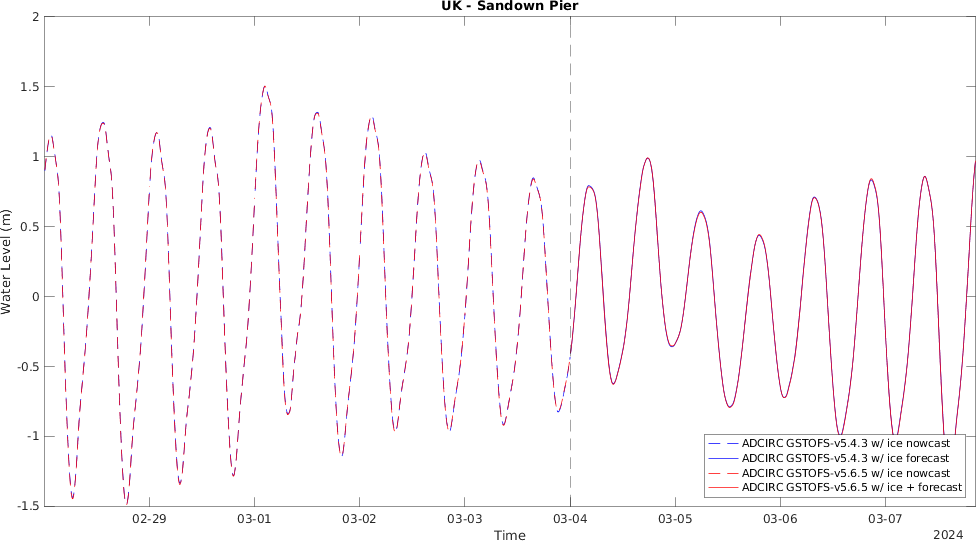 UK - Sandown Pier
2
1.5
1
0.5
0
-0.5
-1
-1.5
Water Level (m)
ADCIRC GSTOFS-v5.4.3 w/ ice nowcast
ADCIRC GSTOFS-v5.4.3 w/ ice forecast
ADCIRC GSTOFS-v5.6.5 w/ ice nowcast
ADCIRC GSTOFS-v5.6.5 w/ ice + forecast
02-29 03-01 03-02 03-03 03-04 03-05 03-06 03-07
Time
2024